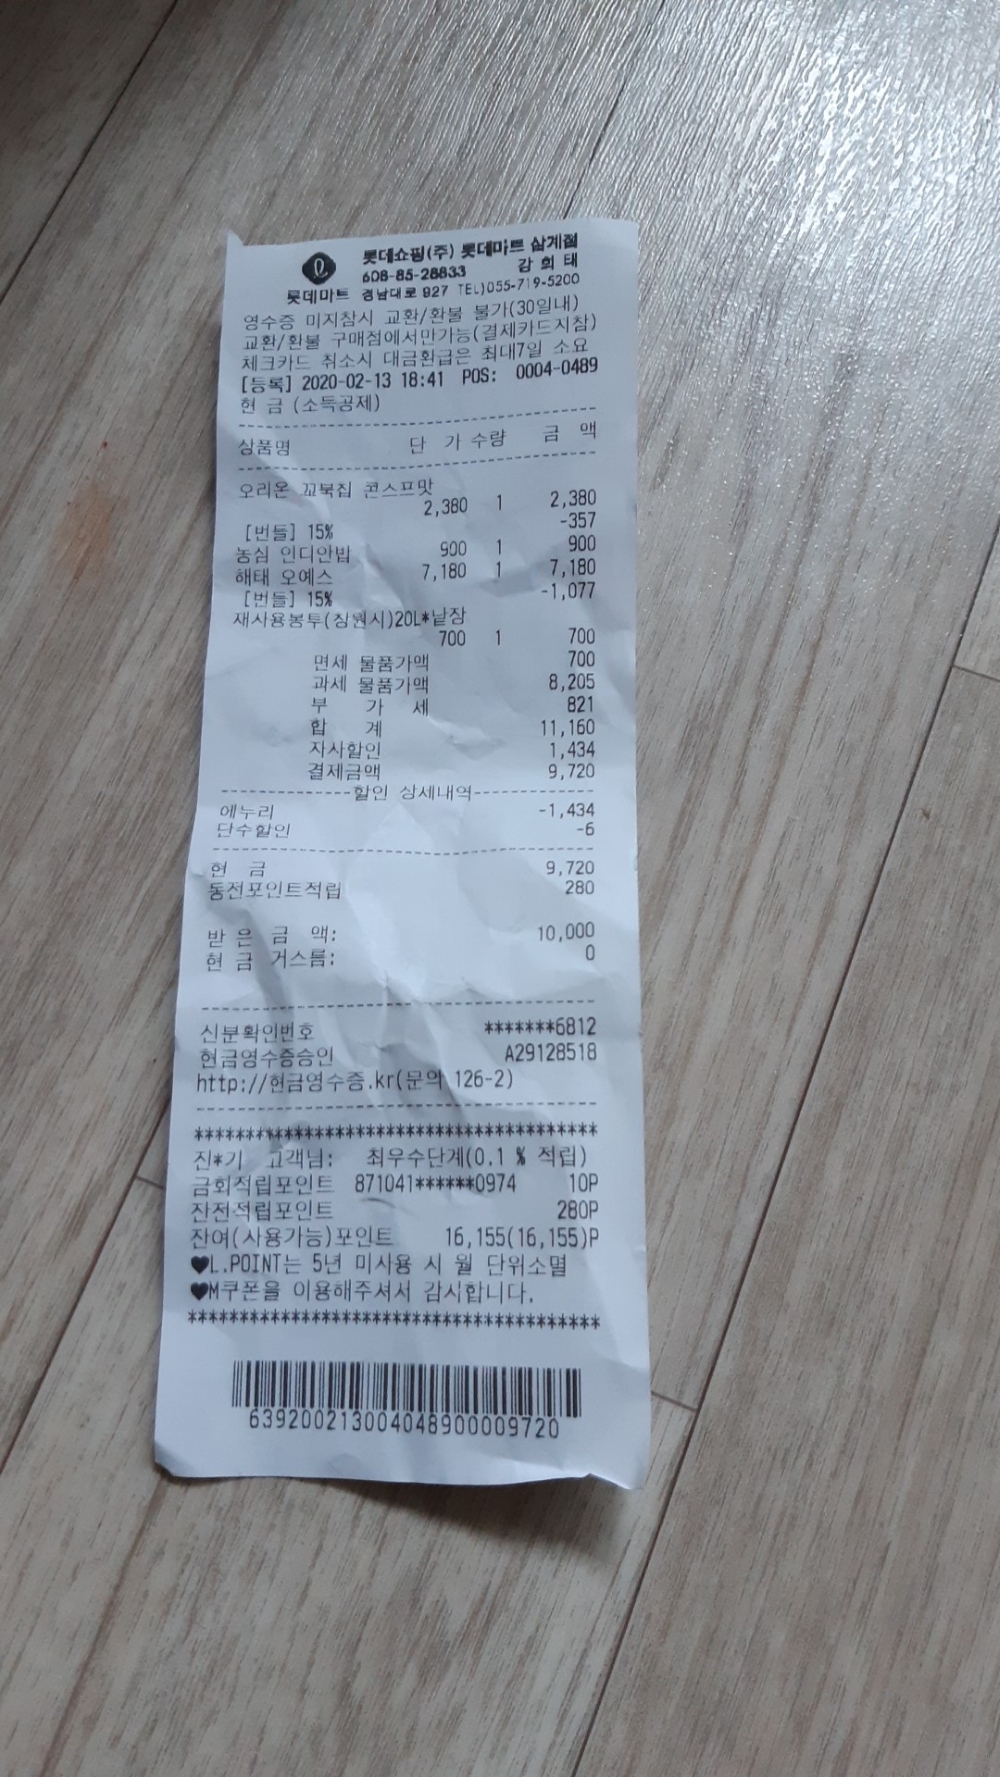 롯데쇼핑(주) 롯데마트 삼계점
608-85-28833 강 희 태
롯데마트 경남대로 827 TEL)055-719-5200
영수증 미지참시 교환/환불 불가(30일내)
교환/환불 구매점에서만가능(결제카드지참)
체크카드 취소시 대금환급은 최대7일 소요
[등록] 2020-02-13 18:41 POS: 0004-0489
현 금 (소득공제)
상품명 단 가 수량 금 액
오리온 꼬북집 콘스프맛
2,380 1 2,380
[번들] 15% -357
농심 인디안밥 900 1 900
해태 오예스 7,180 1 7,180
[번들] 15% -1,077
재사용봉투(창원시)20L*낱장
700 1 700
면세 물품가액 700
과세 물품가액 8,205
부 가 세 821
합 계 11,160
자사할인 1,434
결제금액 9,720
------------할인 상세내역------------
에누리 -1,434
단수할인 -6
현 금 9,720
동전포인트적립 280
받 은 금 액: 10,000
현 금 거스름: 0
신분확인번호 *******6812
현금영수증승인 A29128518
http://현금영수증.kr(문의 126-2)
****************************************
진*기 고객님: 최우수단계(0.1 % 적립)
금회적립포인트 871041******0974 10P
잔전적립포인트 280P
잔여(사용가능)포인트 16,155(16,155)P
♥L.POINT는 5년 미사용 시 월 단위소멸
♥M쿠폰을 이용해주셔서 감사합니다.
****************************************
639200213004048900009720